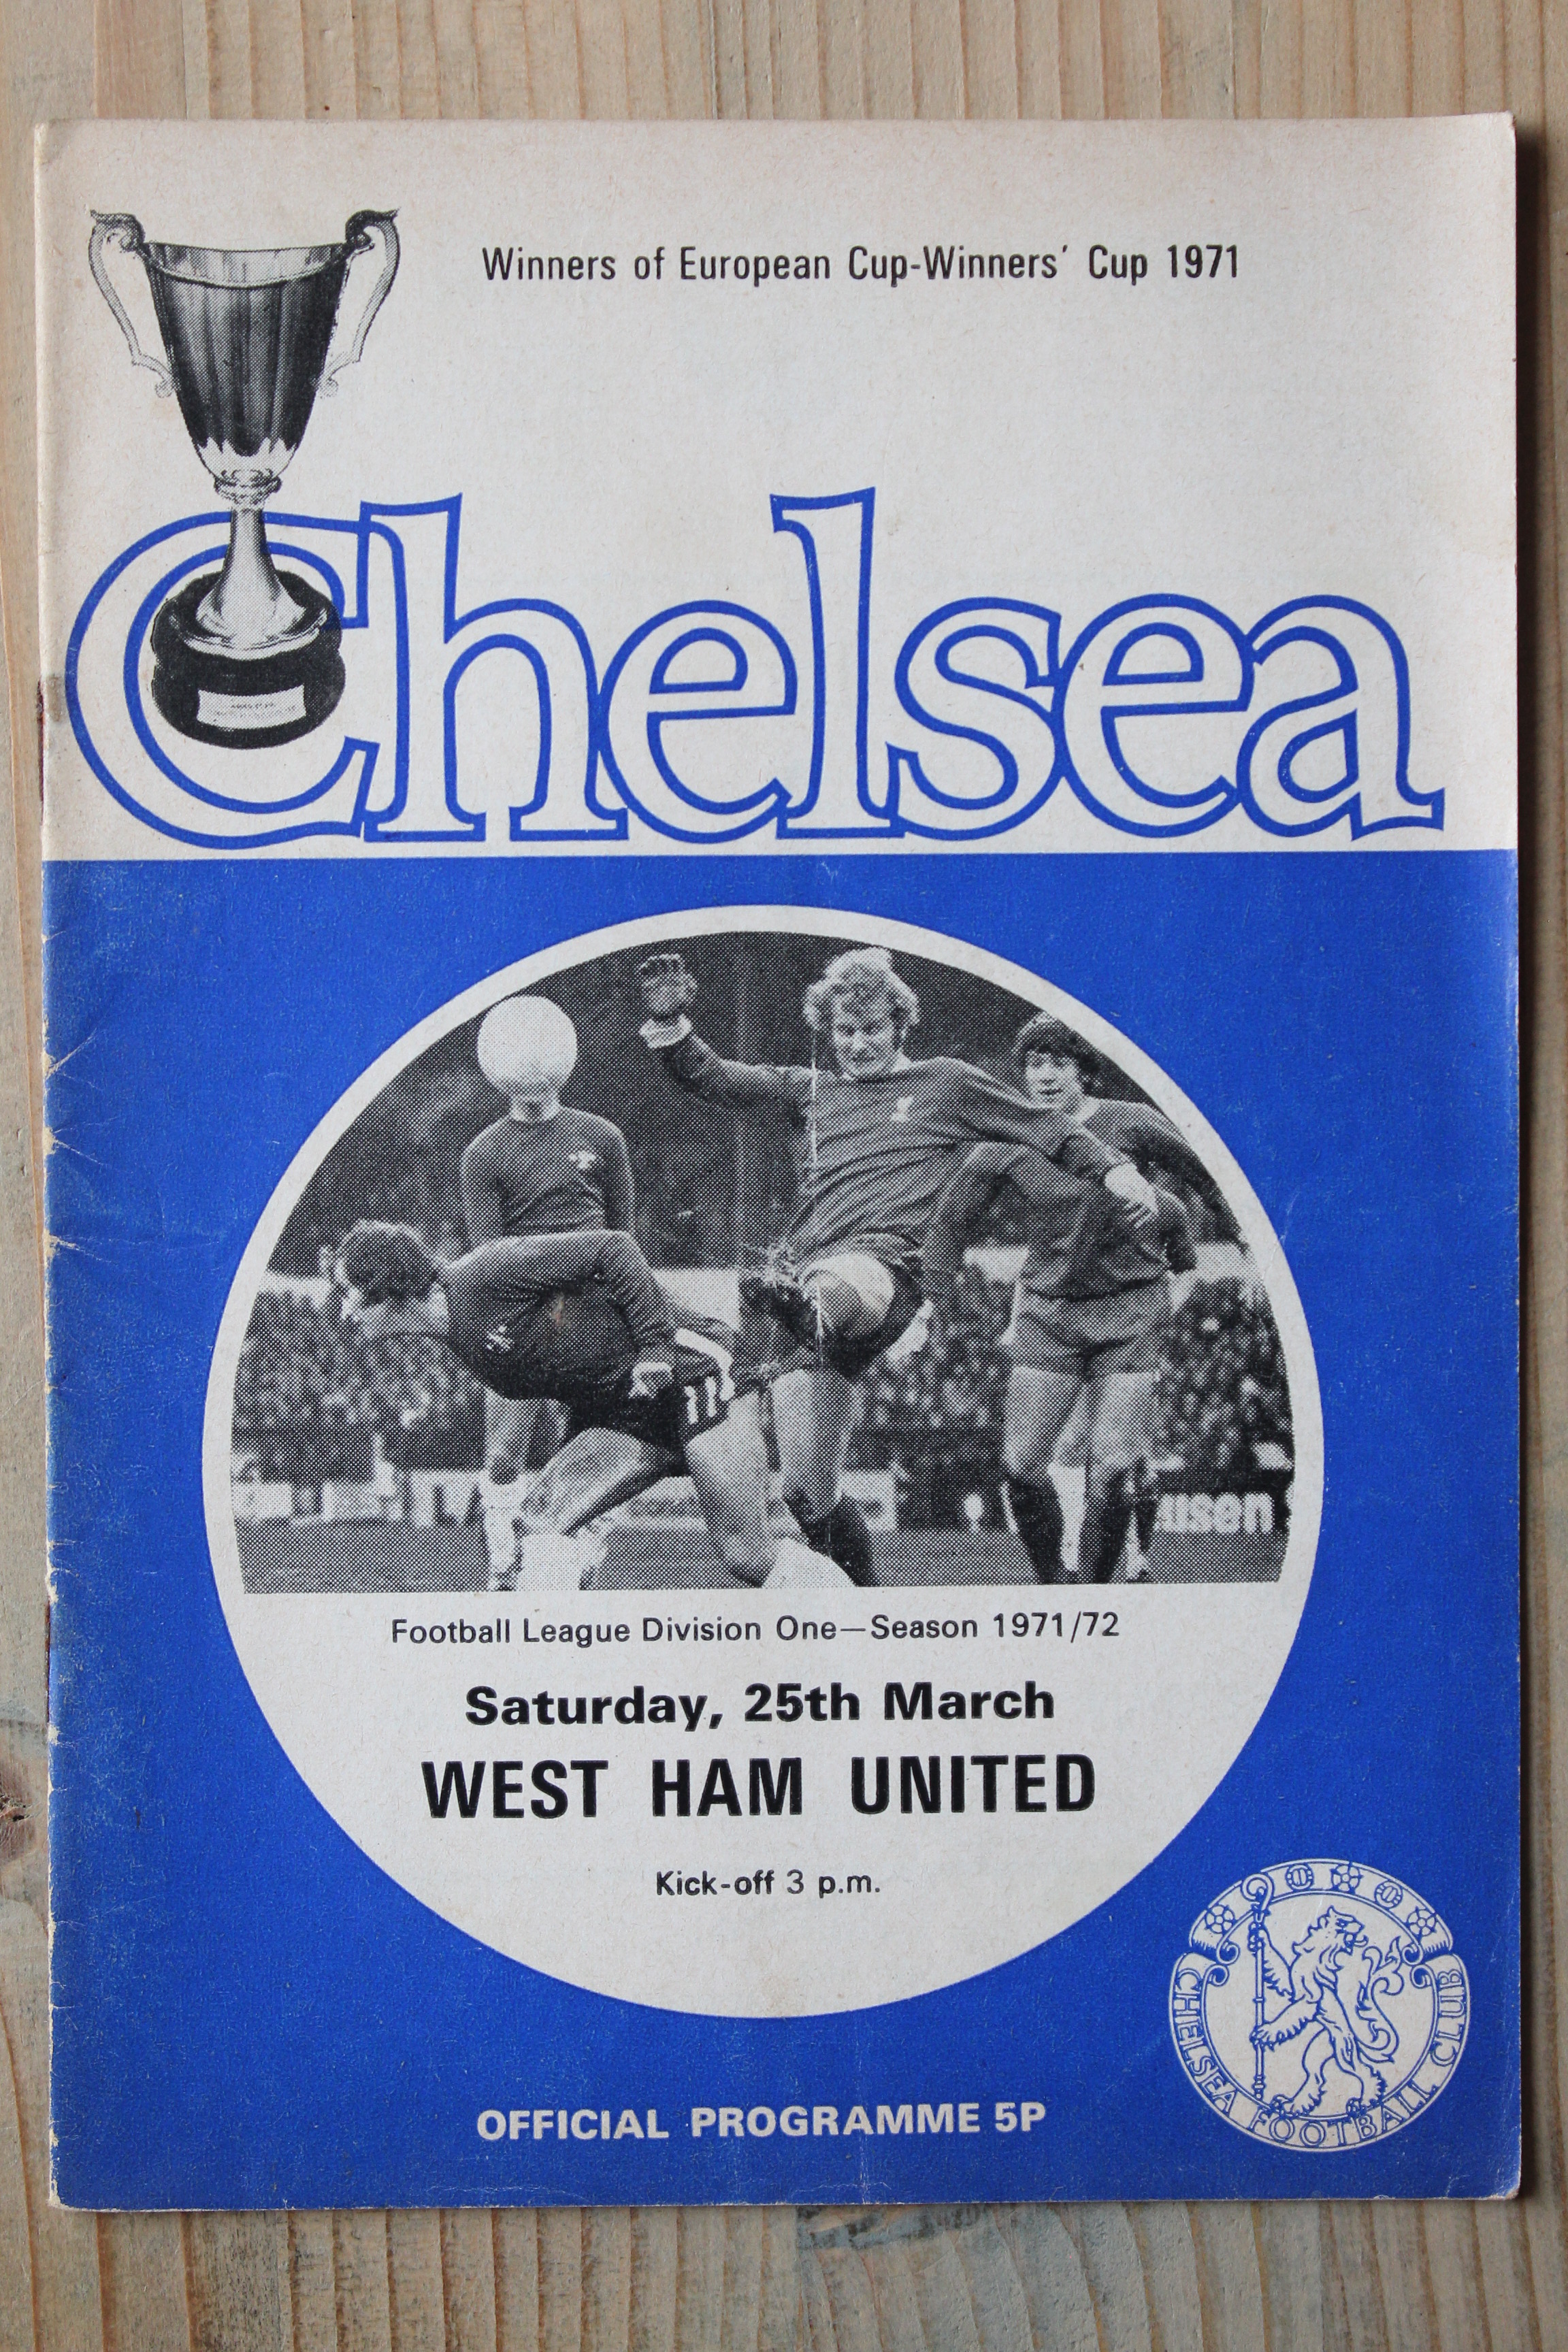 Winners of European Cup-Winners' Cup 1971
Chelsea
11
Football League Division One—Season 1971/72
Saturday, 25th March
WEST HAM UNITED
Kick-off 3 p.m.
CHELSEA FOOTBALL CLUB
OFFICIAL PROGRAMME 5P